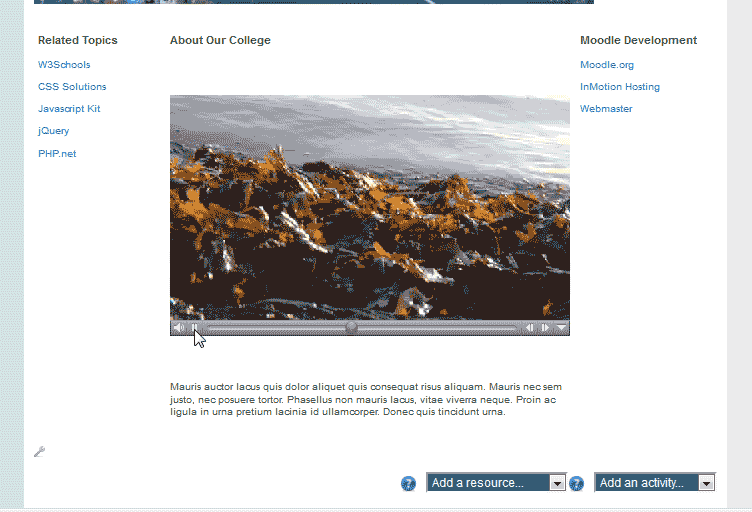 Related Topics
W3Schools
CSS Solutions
Javascript Kit
jQuery
PHP.net
About Our College
Mauris auctor lacus quis dolor aliquet quis consequat risus aliquam. Mauris nec sem
justo, nec posuere tortor. Phasellus non mauris lacus, vitae viverra neque. Proin ac
ligula in urna pretium lacinia id ullamcorper. Donec quis tincidunt urna.
Moodle Development
Moodle.org
InMotion Hosting
Webmaster
? Add a resource...
? Add an activity...